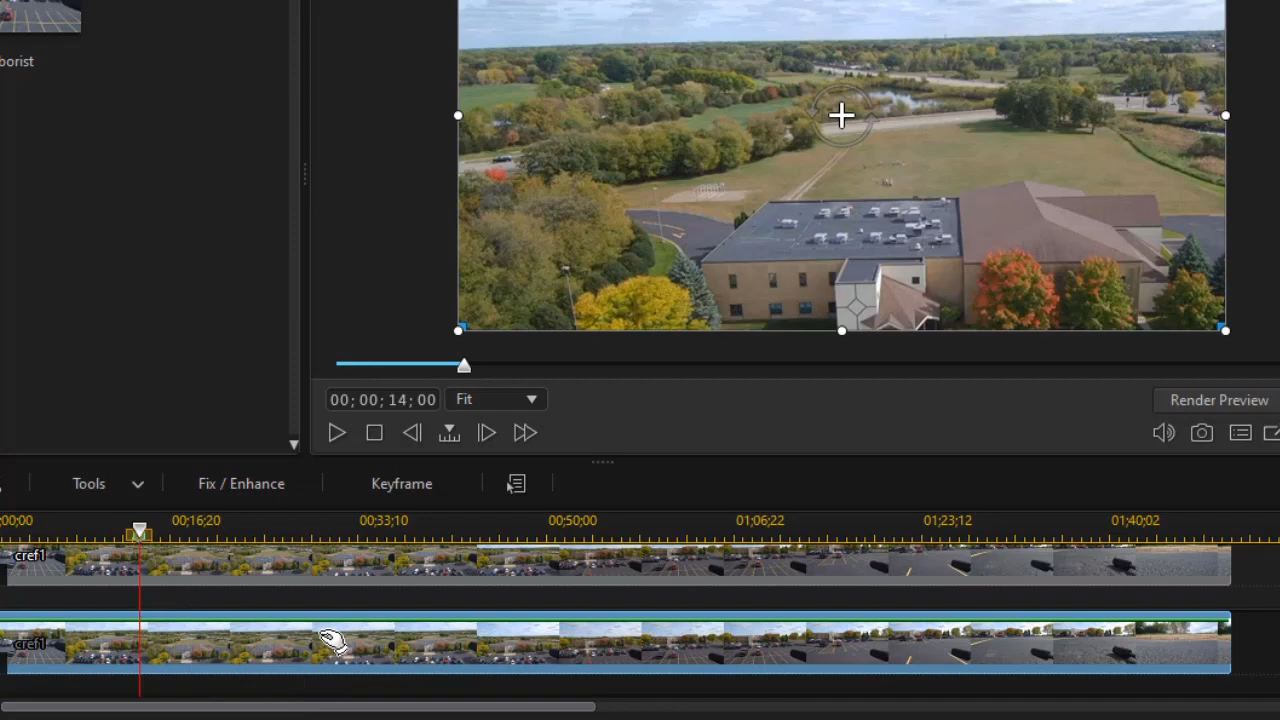 borist
00; 00; 14; 00
Fit
Render Preview
Tools
Fix / Enhance
Keyframe
;00;00
00;16;20
00;33;10
00;50;00
01;06;22
01;23;12
01;40;02
cref1
cref1